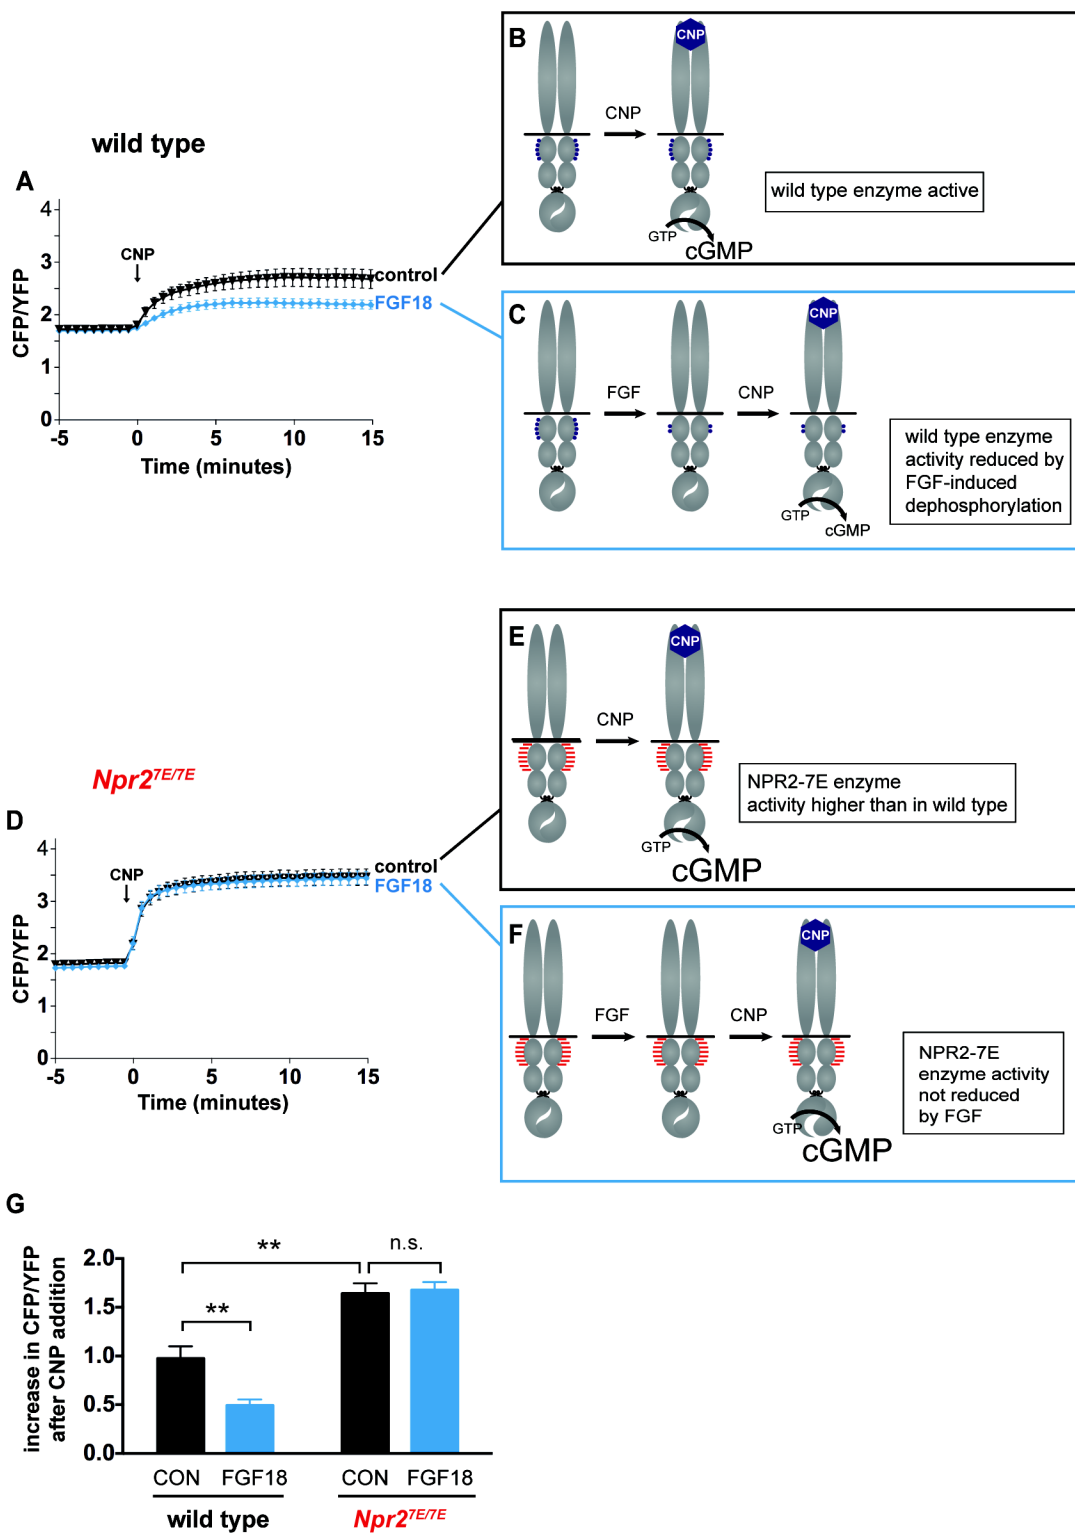 wild type
A
4
3
2
1
0
CFP/YFP
CNP
control
FGF18
-5
0
5
10
15
Time (minutes)
B
CNP
CNP
GTP
cGMP
wild type enzyme active
C
FGF
CNP
CNP
GTP
cGMP
wild type enzyme
activity reduced by
FGF-induced
dephosphorylation
Npr2 7E/7E
D
4
3
2
1
0
CFP/YFP
CNP
control
FGF18
-5
0
5
10
15
Time (minutes)
E
CNP
CNP
GTP
cGMP
NPR2-7E enzyme
activity higher than in wild type
F
FGF
CNP
CNP
GTP
cGMP
NPR2-7E
enzyme activity
not reduced
by FGF
G
increase in CFP/YFP
after CNP addition
2.0
1.5
1.0
0.5
0.0
**
**
n.s.
CON
FGF18
CON
FGF18
wild type
Npr2 7E/7E